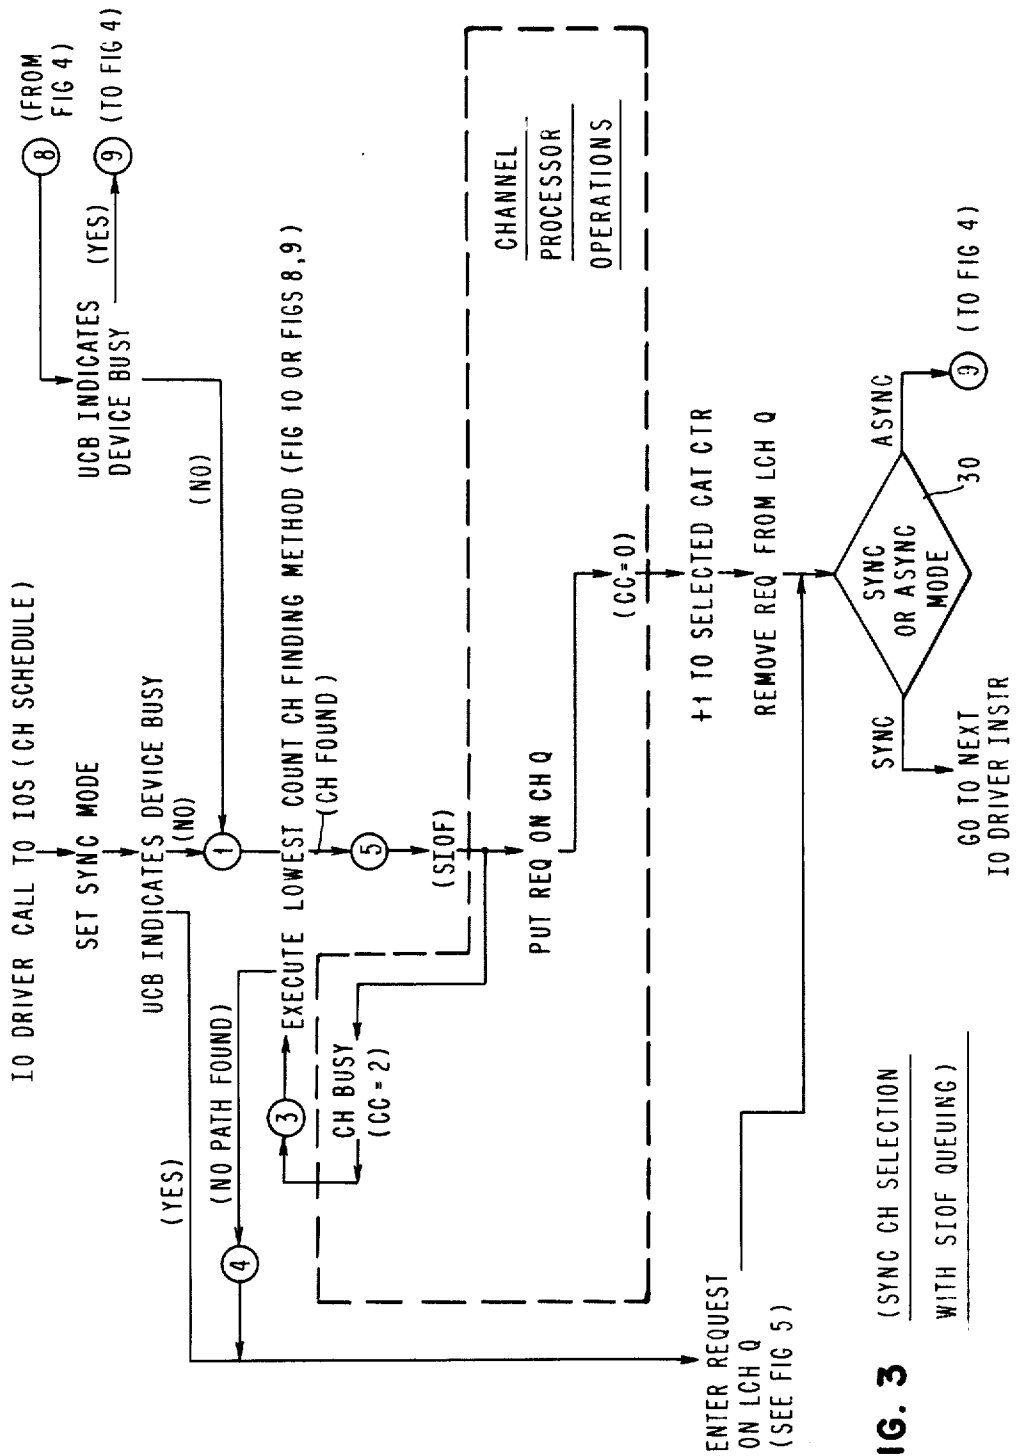 IO DRIVER CALL TO IOS (CH SCHEDULE)
SET SYNC MODE
UCB INDICATES DEVICE BUSY
(NO)
(YES)
8 (FROM
FIG 4)
UCB INDICATES
DEVICE BUSY
(YES)
9 (TO FIG 4)
(NO)
1
(NO PATH FOUND)
4
3
EXECUTE LOWEST COUNT CH FINDING METHOD (FIG 10 OR FIGS 8,9)
(CH FOUND)
5
(SIOF)
CH BUSY
(CC=2)
PUT REQ ON CH Q
CHANNEL
PROCESSOR
OPERATIONS
(CC=0)
+1 TO SELECTED CAT CTR
REMOVE REQ FROM LCH Q
ENTER REQUEST
ON LCH Q
(SEE FIG 5)
SYNC
OR ASYNC
MODE
30
SYNC
ASYNC
9 (TO FIG 4)
GO TO NEXT
IO DRIVER INSTR
IG. 3 (SYNC CH SELECTION
WITH SIOF QUEUING)